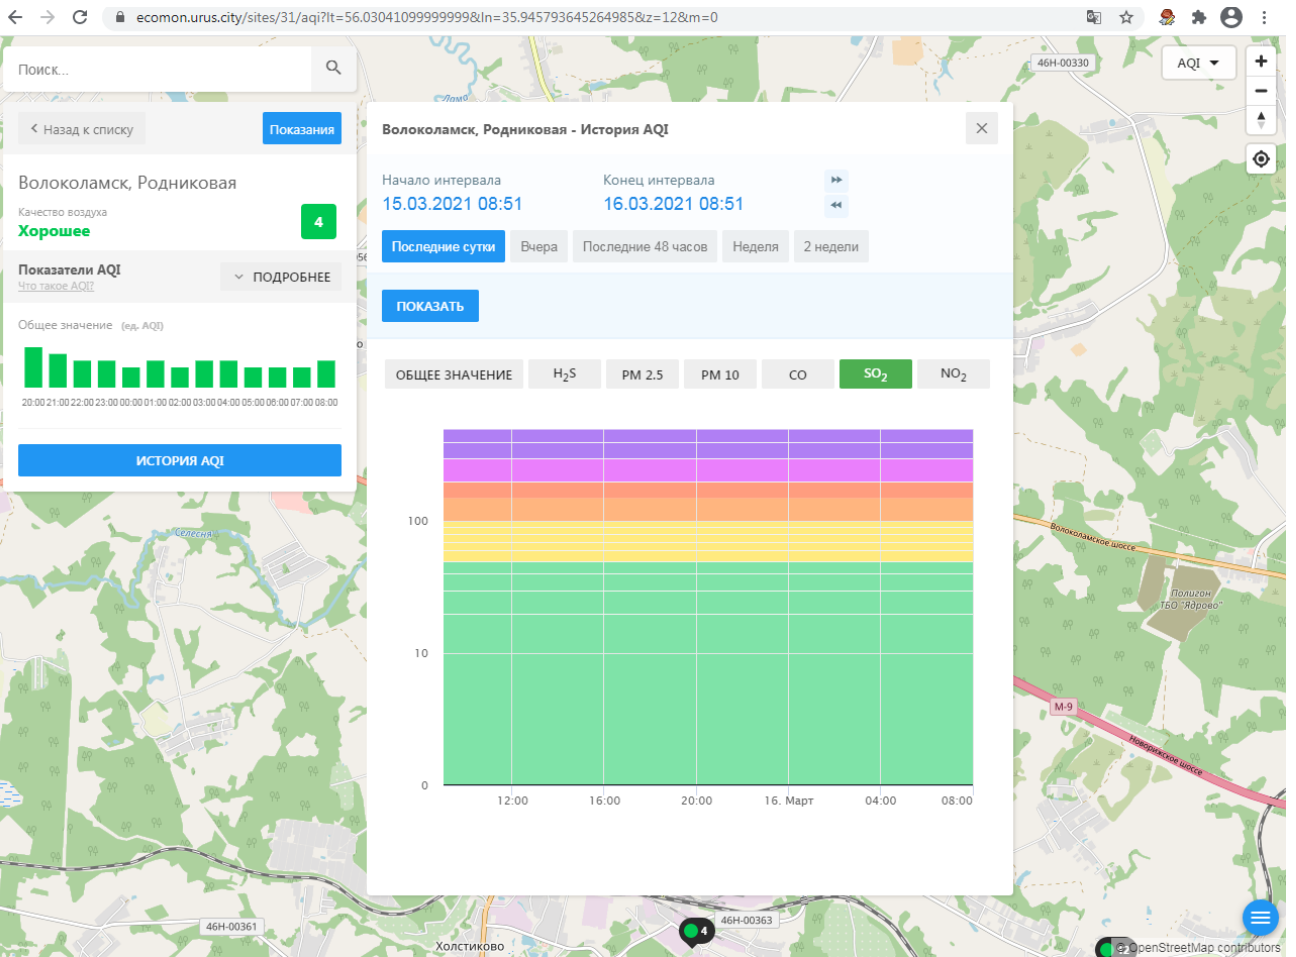 ecomon.urus.city/sites/31/aqi?lt=56.03041099999999&ln=35.945793645264985&z=12&m=0
Поиск...
46Н-00330
AQI
Назад к списку
Показания
Волоколамск, Родниковая
Качество воздуха
Хорошее
4
Показатели AQI
Что такое AQI?
ПОДРОБНЕЕ
Общее значение (ед. AQI)
20:00 21:00 22:00 23:00 00:00 01:00 02:00 03:00 04:00 05:00 06:00 07:00 08:00
ИСТОРИЯ AQI
Волоколамск, Родниковая - История AQI
Начало интервала
Конец интервала
15.03.2021 08:51
16.03.2021 08:51
Последние сутки
Вчера
Последние 48 часов
Неделя
2 недели
ПОКАЗАТЬ
ОБЩЕЕ ЗНАЧЕНИЕ
H2S
PM 2.5
PM 10
CO
SO2
NO2
100
10
0
12:00
16:00
20:00
16. Март
04:00
08:00
Лама
Селесня
Волоколамское шоссе
Полигон
ТБО "Ядрово"
М-9
Новорижское шоссе
46Н-00361
46Н-00363
4
Холстиково
OpenStreetMap contributors